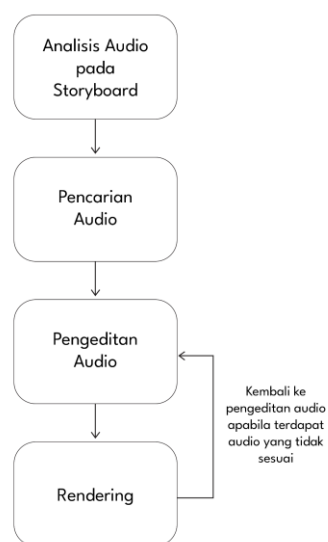 Analisis Audio
pada
Storyboard
Pencarian
Audio
Pengeditan
Audio
Kembali ke
pengeditan audio
apabila terdapat
audio yang tidak
sesuai
Rendering